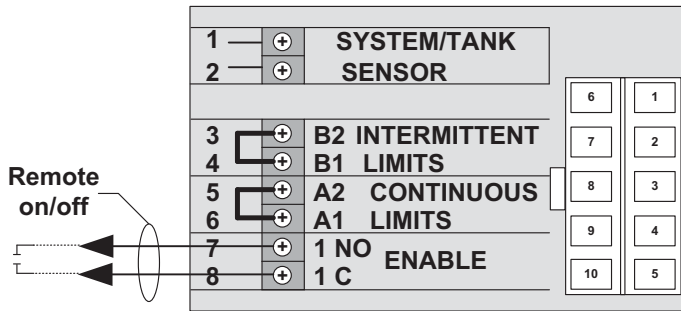 1 SYSTEM/TANK
2 SENSOR
3 B2 INTERMITTENT
4 B1 LIMITS
5 A2 CONTINUOUS
6 A1 LIMITS
7 1 NO ENABLE
8 1 C
Remote
on/off
6 1
7 2
8 3
9 4
10 5